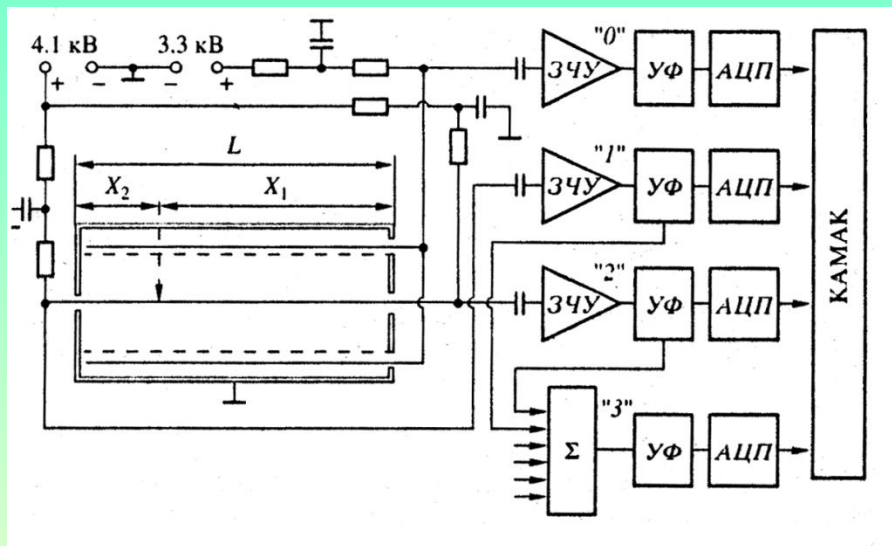 4.1 кВ 3.3 кВ
+ − − +
"0"
ЗЧУ УФ АЦП
L
X₂ X₁
"1"
ЗЧУ УФ АЦП
"2"
ЗЧУ УФ АЦП
"3"
Σ УФ АЦП
КАМАК